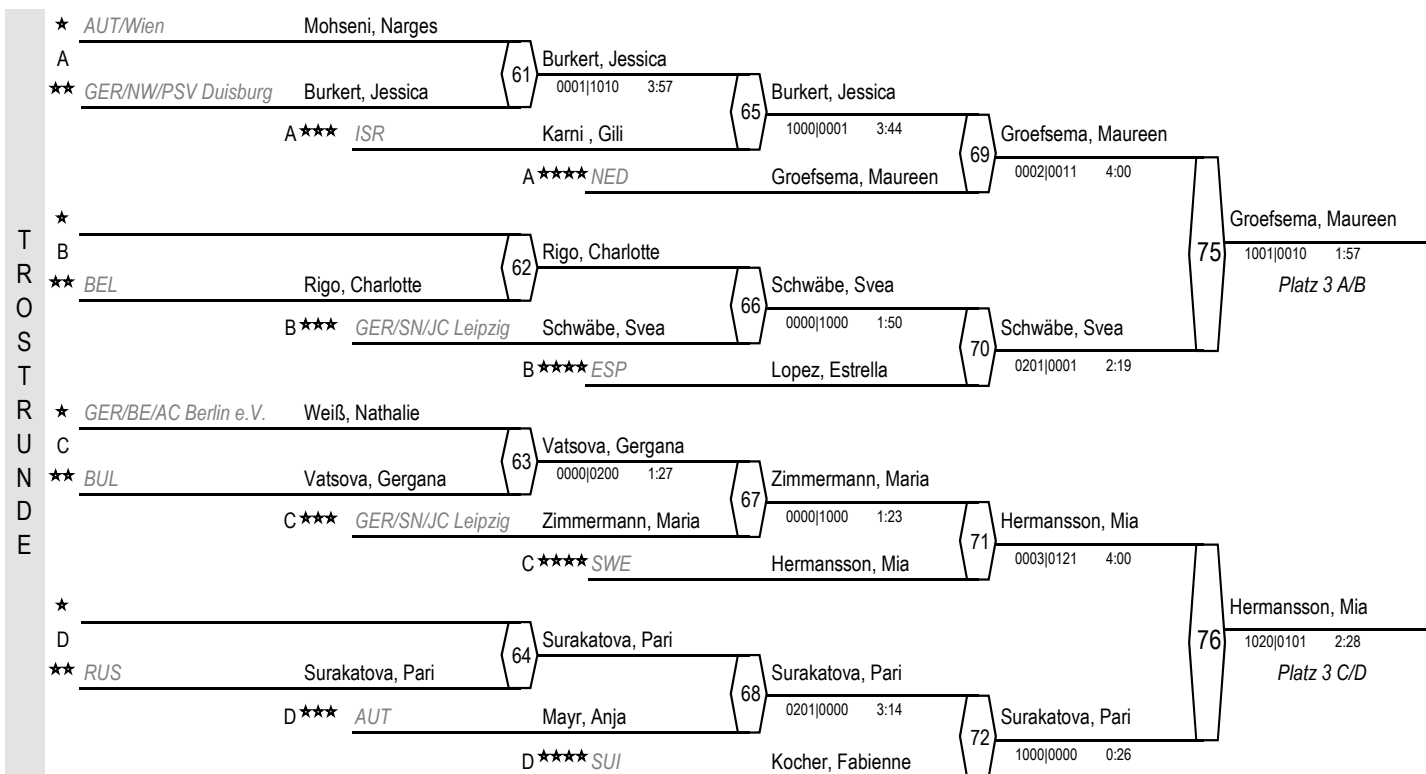 TROSTRUNDE
★ AUT/Wien Mohseni, Narges
A
★★ GER/NW/PSV Duisburg Burkert, Jessica
61
Burkert, Jessica
0001|1010 3:57
A★★★ ISR Karni , Gili
65
Burkert, Jessica
1000|0001 3:44
A★★★★ NED Groefsema, Maureen
69
Groefsema, Maureen
0002|0011 4:00
★
B
★★ BEL Rigo, Charlotte
62
Rigo, Charlotte
B★★★ GER/SN/JC Leipzig Schwäbe, Svea
66
Schwäbe, Svea
0000|1000 1:50
B★★★★ ESP Lopez, Estrella
70
Schwäbe, Svea
0201|0001 2:19
75
Groefsema, Maureen
1001|0010 1:57
Platz 3 A/B
★ GER/BE/AC Berlin e.V. Weiß, Nathalie
C
★★ BUL Vatsova, Gergana
63
Vatsova, Gergana
0000|0200 1:27
C★★★ GER/SN/JC Leipzig Zimmermann, Maria
67
Zimmermann, Maria
0000|1000 1:23
C★★★★ SWE Hermansson, Mia
71
Hermansson, Mia
0003|0121 4:00
★
D
★★ RUS Surakatova, Pari
64
Surakatova, Pari
D★★★ AUT Mayr, Anja
68
Surakatova, Pari
0201|0000 3:14
D★★★★ SUI Kocher, Fabienne
72
Surakatova, Pari
1000|0000 0:26
76
Hermansson, Mia
1020|0101 2:28
Platz 3 C/D